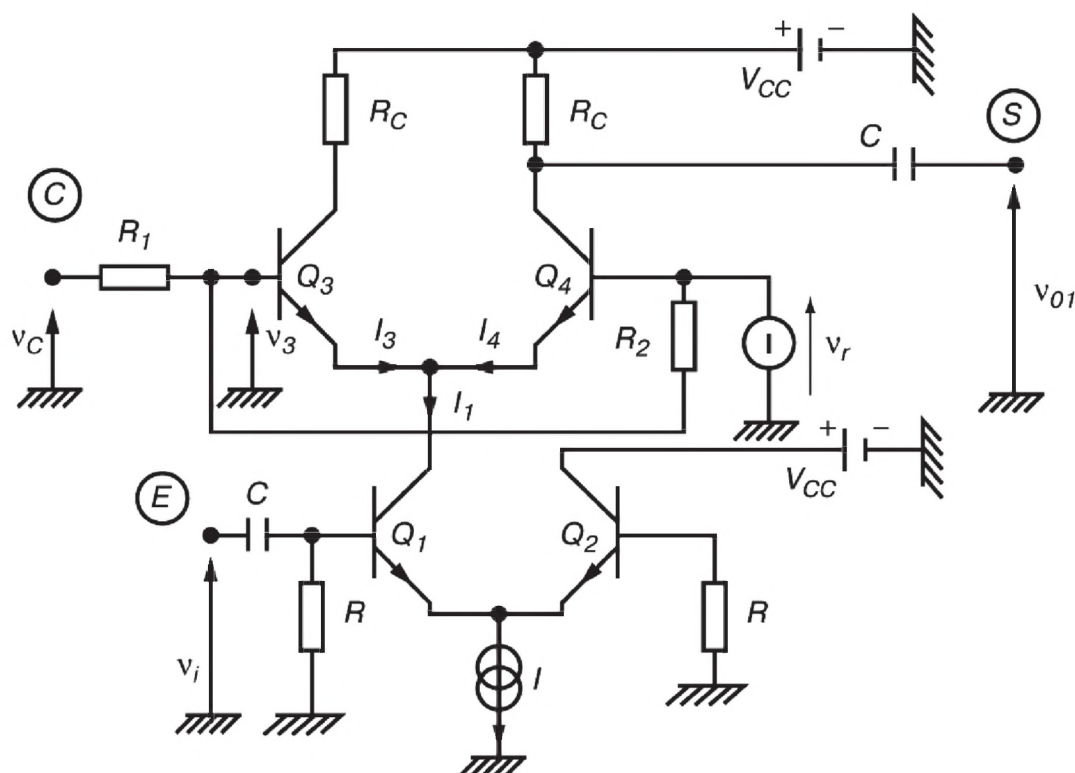 + −
V_CC
R_C R_C
C S
C
R_1
Q_3 Q_4
v_C v_3 I_3 I_4 R_2 I v_r v_01
I_1
+ −
V_CC
E C
Q_1 Q_2
R R
v_i I